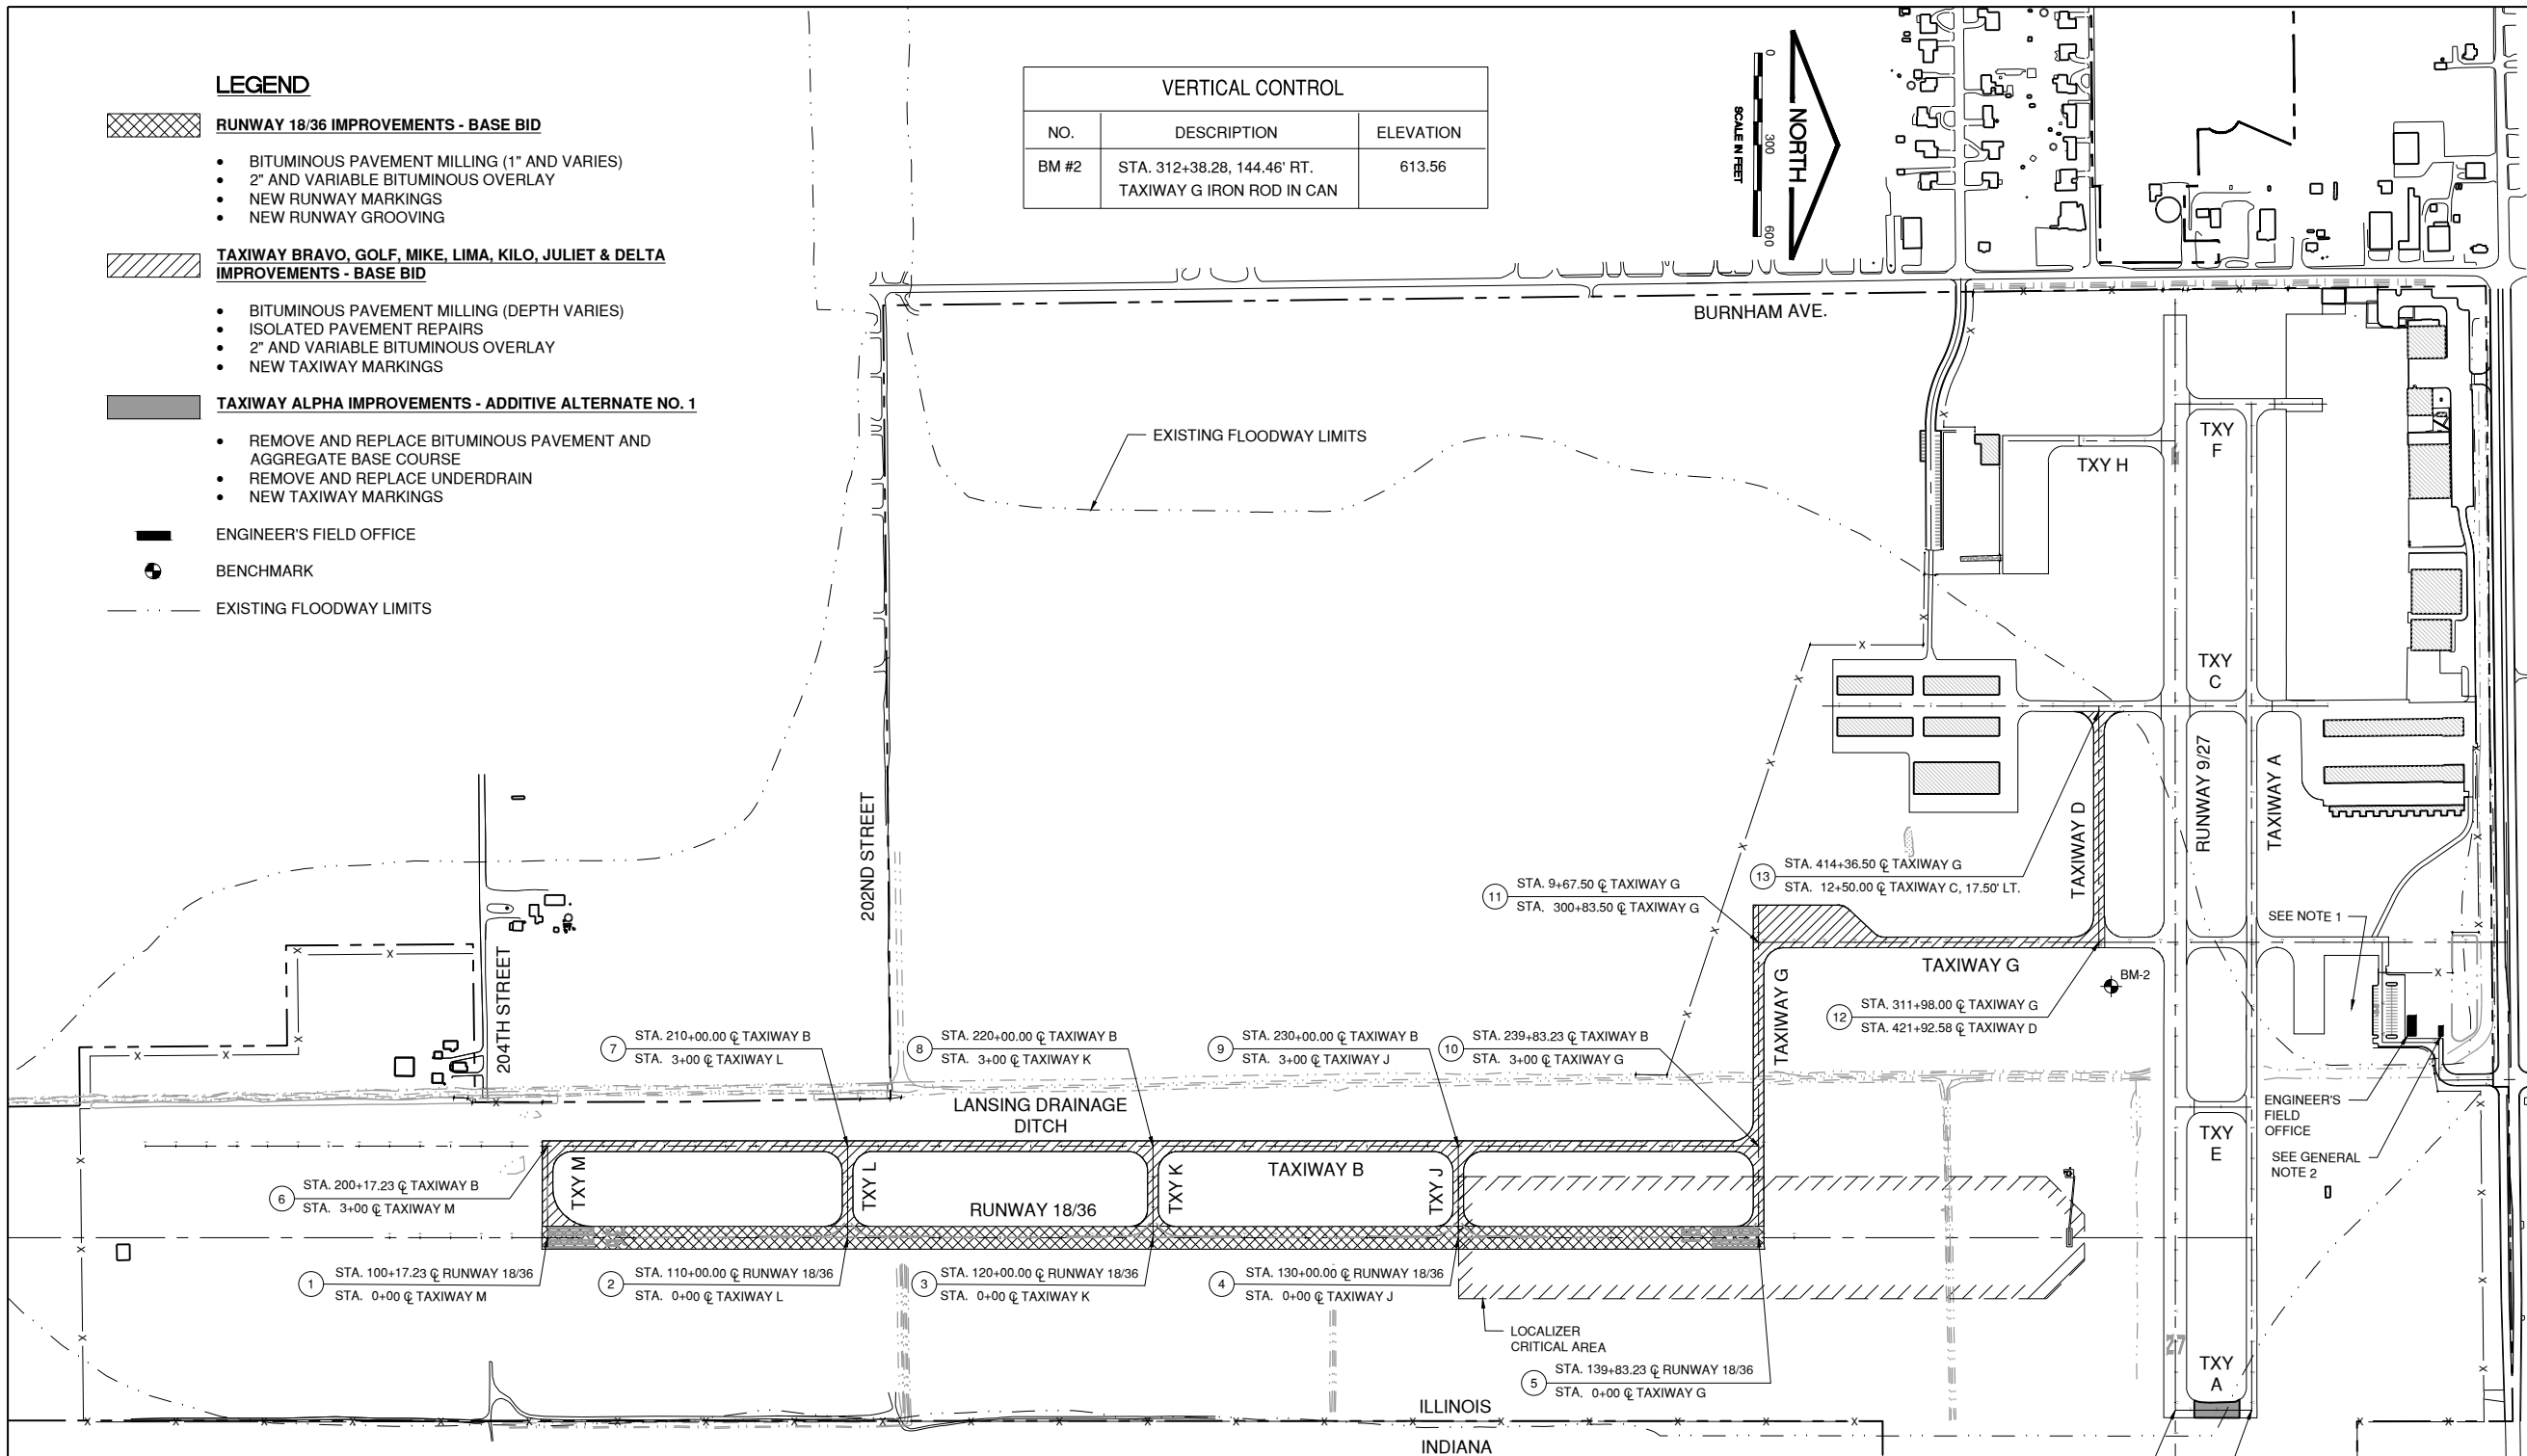 LEGEND
RUNWAY 18/36 IMPROVEMENTS - BASE BID
• BITUMINOUS PAVEMENT MILLING (1" AND VARIES)
• 2" AND VARIABLE BITUMINOUS OVERLAY
• NEW RUNWAY MARKINGS
• NEW RUNWAY GROOVING
TAXIWAY BRAVO, GOLF, MIKE, LIMA, KILO, JULIET & DELTA
IMPROVEMENTS - BASE BID
• BITUMINOUS PAVEMENT MILLING (DEPTH VARIES)
• ISOLATED PAVEMENT REPAIRS
• 2" AND VARIABLE BITUMINOUS OVERLAY
• NEW TAXIWAY MARKINGS
TAXIWAY ALPHA IMPROVEMENTS - ADDITIVE ALTERNATE NO. 1
• REMOVE AND REPLACE BITUMINOUS PAVEMENT AND
AGGREGATE BASE COURSE
• REMOVE AND REPLACE UNDERDRAIN
• NEW TAXIWAY MARKINGS
ENGINEER'S FIELD OFFICE
BENCHMARK
EXISTING FLOODWAY LIMITS
VERTICAL CONTROL
NO. DESCRIPTION ELEVATION
BM #2 STA. 312+38.28, 144.46' RT. 613.56
TAXIWAY G IRON ROD IN CAN
0 300 600
SCALE IN FEET
NORTH
BURNHAM AVE.
EXISTING FLOODWAY LIMITS
TXY H
TXY
F
TXY
C
RUNWAY 9/27
TAXIWAY A
TAXIWAY D
202ND STREET
204TH STREET
13 STA. 414+36.50 ℄ TAXIWAY G
STA. 12+50.00 ℄ TAXIWAY C, 17.50' LT.
11 STA. 9+67.50 ℄ TAXIWAY G
STA. 300+83.50 ℄ TAXIWAY G
SEE NOTE 1
TAXIWAY G
TAXIWAY G
BM-2
12 STA. 311+98.00 ℄ TAXIWAY G
STA. 421+92.58 ℄ TAXIWAY D
7 STA. 210+00.00 ℄ TAXIWAY B
STA. 3+00 ℄ TAXIWAY L
8 STA. 220+00.00 ℄ TAXIWAY B
STA. 3+00 ℄ TAXIWAY K
9 STA. 230+00.00 ℄ TAXIWAY B
STA. 3+00 ℄ TAXIWAY J
10 STA. 239+83.23 ℄ TAXIWAY B
STA. 3+00 ℄ TAXIWAY G
LANSING DRAINAGE
DITCH
ENGINEER'S
FIELD
OFFICE
SEE GENERAL
NOTE 2
TXY
E
TXY M
TXY L
TXY K
TAXIWAY B
TXY J
RUNWAY 18/36
6 STA. 200+17.23 ℄ TAXIWAY B
STA. 3+00 ℄ TAXIWAY M
1 STA. 100+17.23 ℄ RUNWAY 18/36
STA. 0+00 ℄ TAXIWAY M
2 STA. 110+00.00 ℄ RUNWAY 18/36
STA. 0+00 ℄ TAXIWAY L
3 STA. 120+00.00 ℄ RUNWAY 18/36
STA. 0+00 ℄ TAXIWAY K
4 STA. 130+00.00 ℄ RUNWAY 18/36
STA. 0+00 ℄ TAXIWAY J
LOCALIZER
CRITICAL AREA
5 STA. 139+83.23 ℄ RUNWAY 18/36
STA. 0+00 ℄ TAXIWAY G
27
TXY
A
ILLINOIS
INDIANA